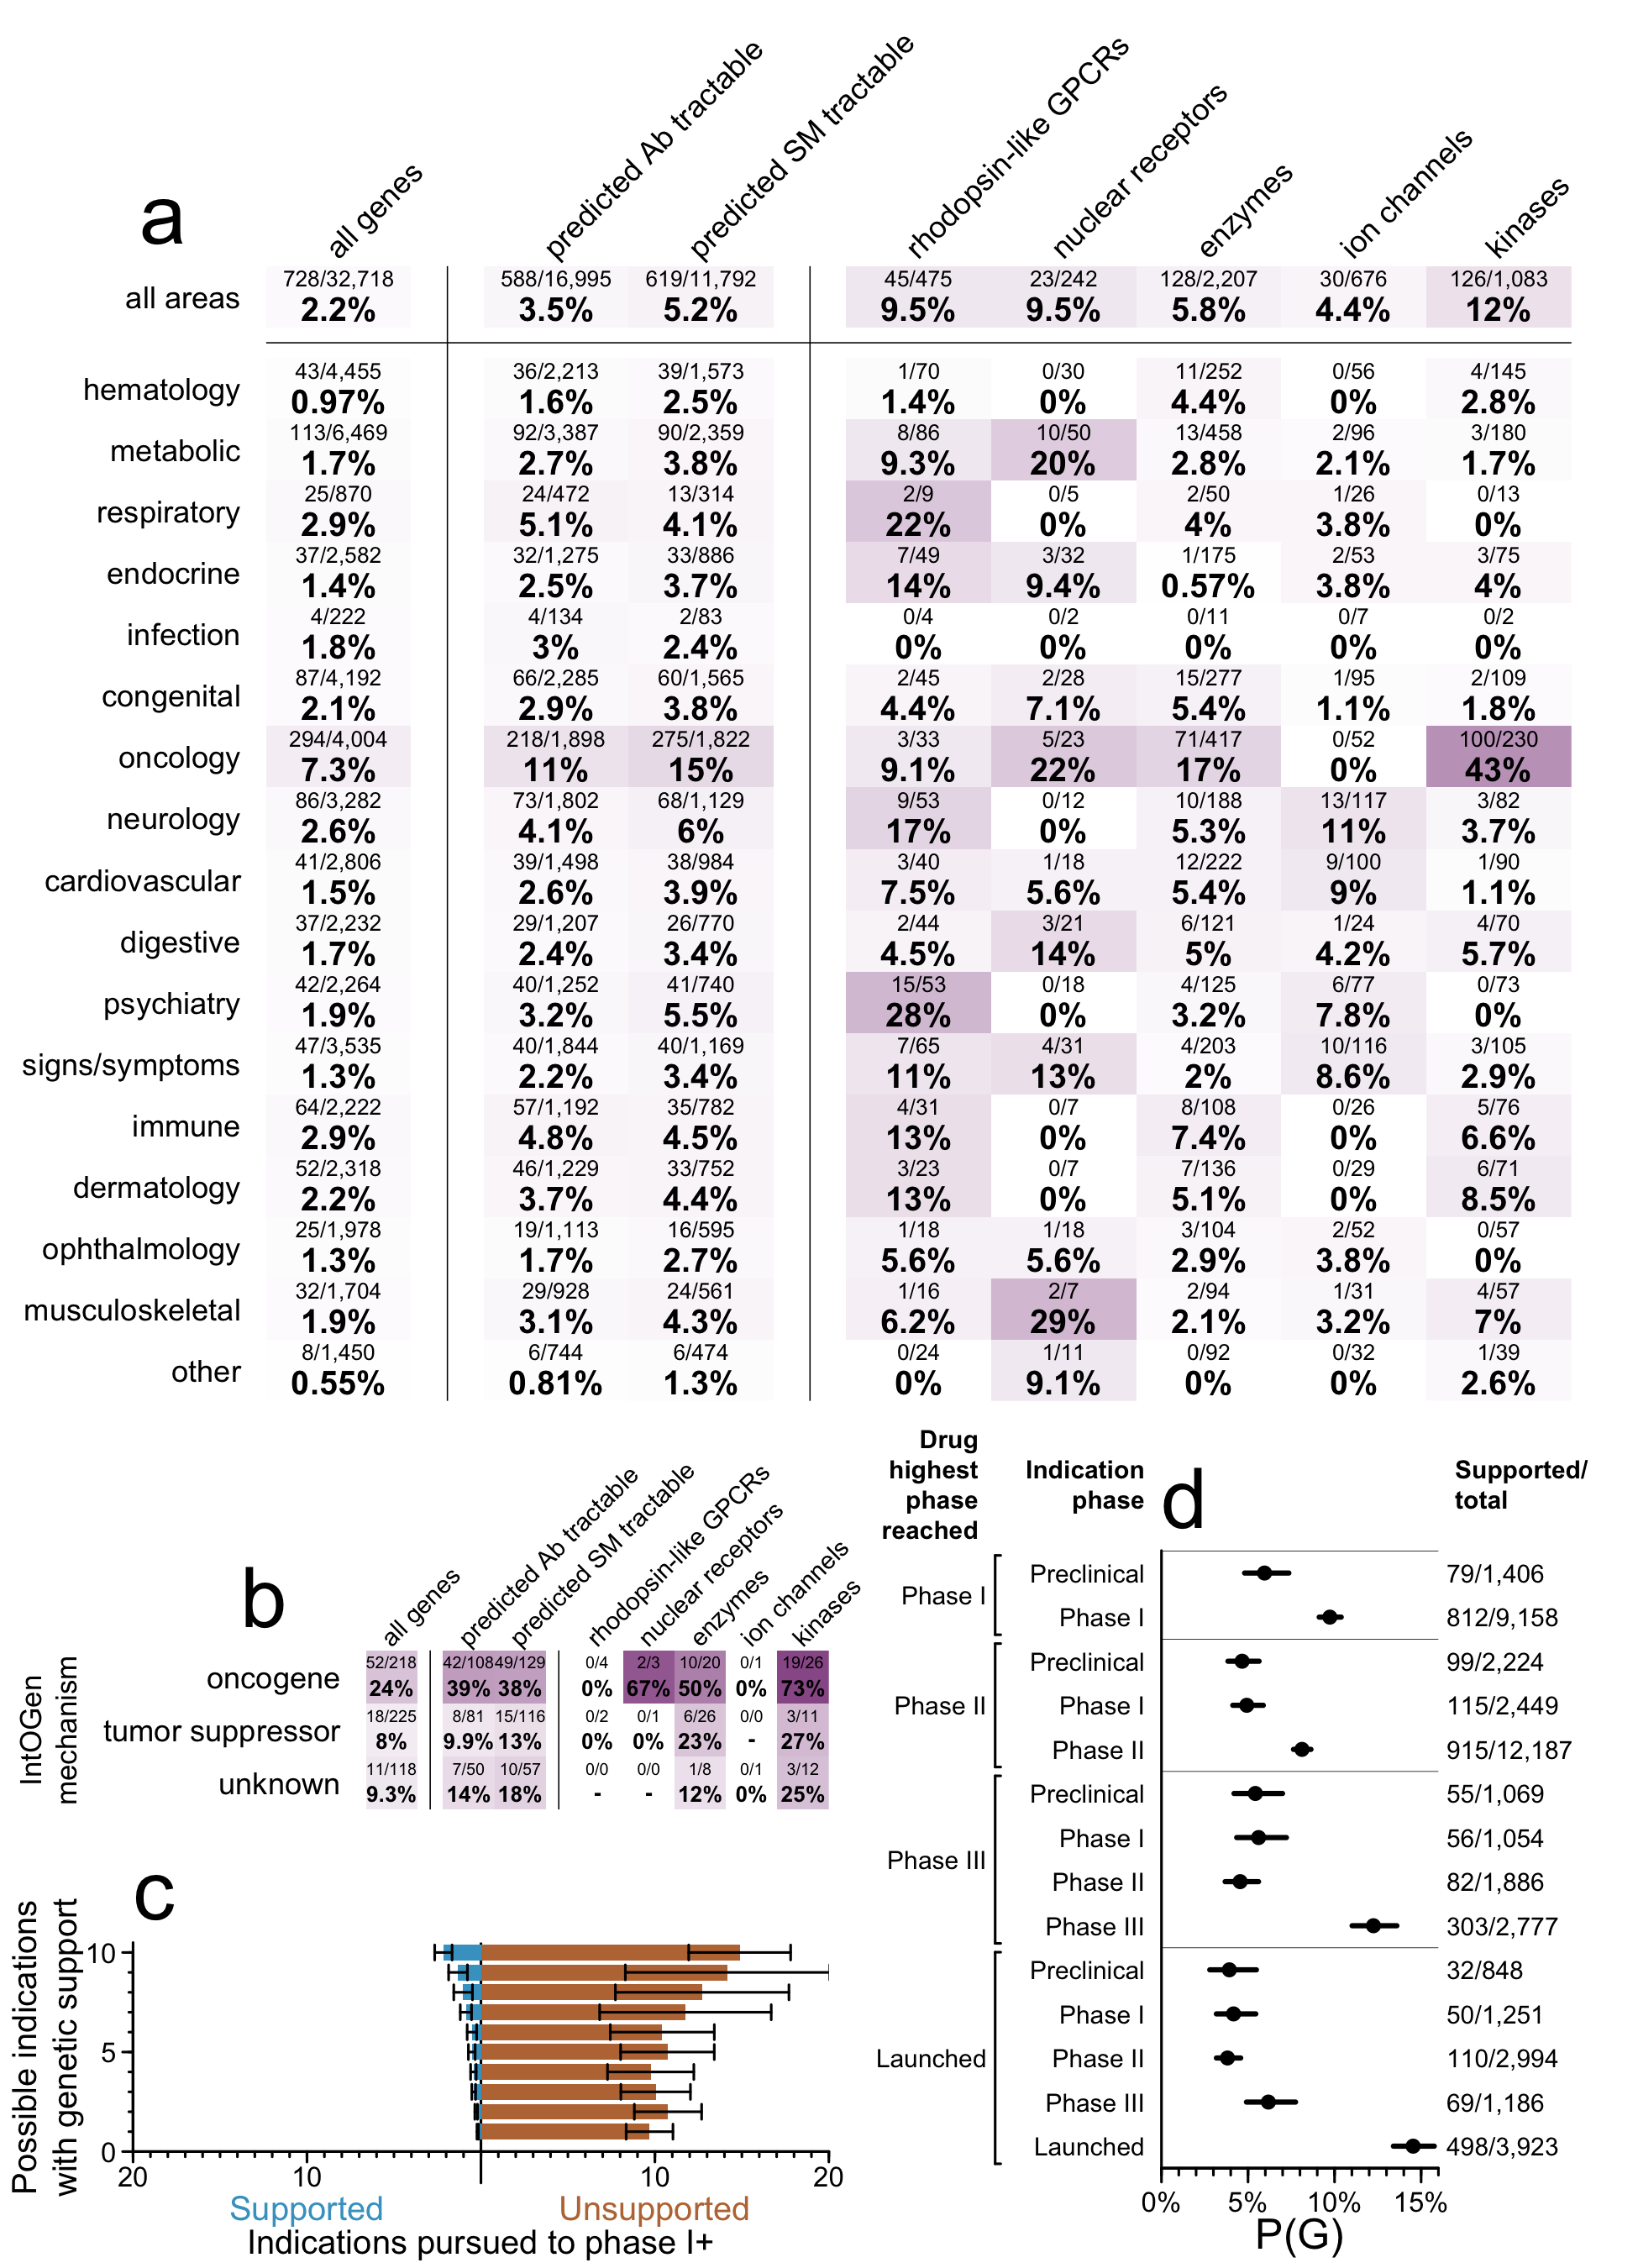 a
all genes
predicted Ab tractable
predicted SM tractable
rhodopsin-like GPCRs
nuclear receptors
enzymes
ion channels
kinases
728/32,718 588/16,995 619/11,792 45/475 23/242 128/2,207 30/676 126/1,083
all areas 2.2% 3.5% 5.2% 9.5% 9.5% 5.8% 4.4% 12%
43/4,455 36/2,213 39/1,573 1/70 0/30 11/252 0/56 4/145
hematology 0.97% 1.6% 2.5% 1.4% 0% 4.4% 0% 2.8%
113/6,469 92/3,387 90/2,359 8/86 10/50 13/458 2/96 3/180
metabolic 1.7% 2.7% 3.8% 9.3% 20% 2.8% 2.1% 1.7%
25/870 24/472 13/314 2/9 0/5 2/50 1/26 0/13
respiratory 2.9% 5.1% 4.1% 22% 0% 4% 3.8% 0%
37/2,582 32/1,275 33/886 7/49 3/32 1/175 2/53 3/75
endocrine 1.4% 2.5% 3.7% 14% 9.4% 0.57% 3.8% 4%
4/222 4/134 2/83 0/4 0/2 0/11 0/7 0/2
infection 1.8% 3% 2.4% 0% 0% 0% 0% 0%
87/4,192 66/2,285 60/1,565 2/45 2/28 15/277 1/95 2/109
congenital 2.1% 2.9% 3.8% 4.4% 7.1% 5.4% 1.1% 1.8%
294/4,004 218/1,898 275/1,822 3/33 5/23 71/417 0/52 100/230
oncology 7.3% 11% 15% 9.1% 22% 17% 0% 43%
86/3,282 73/1,802 68/1,129 9/53 0/12 10/188 13/117 3/82
neurology 2.6% 4.1% 6% 17% 0% 5.3% 11% 3.7%
41/2,806 39/1,498 38/984 3/40 1/18 12/222 9/100 1/90
cardiovascular 1.5% 2.6% 3.9% 7.5% 5.6% 5.4% 9% 1.1%
37/2,232 29/1,207 26/770 2/44 3/21 6/121 1/24 4/70
digestive 1.7% 2.4% 3.4% 4.5% 14% 5% 4.2% 5.7%
42/2,264 40/1,252 41/740 15/53 0/18 4/125 6/77 0/73
psychiatry 1.9% 3.2% 5.5% 28% 0% 3.2% 7.8% 0%
47/3,535 40/1,844 40/1,169 7/65 4/31 4/203 10/116 3/105
signs/symptoms 1.3% 2.2% 3.4% 11% 13% 2% 8.6% 2.9%
64/2,222 57/1,192 35/782 4/31 0/7 8/108 0/26 5/76
immune 2.9% 4.8% 4.5% 13% 0% 7.4% 0% 6.6%
52/2,318 46/1,229 33/752 3/23 0/7 7/136 0/29 6/71
dermatology 2.2% 3.7% 4.4% 13% 0% 5.1% 0% 8.5%
25/1,978 19/1,113 16/595 1/18 1/18 3/104 2/52 0/57
ophthalmology 1.3% 1.7% 2.7% 5.6% 5.6% 2.9% 3.8% 0%
32/1,704 29/928 24/561 1/16 2/7 2/94 1/31 4/57
musculoskeletal 1.9% 3.1% 4.3% 6.2% 29% 2.1% 3.2% 7%
8/1,450 6/744 6/474 0/24 1/11 0/92 0/32 1/39
other 0.55% 0.81% 1.3% 0% 9.1% 0% 0% 2.6%
b
all genes
predicted Ab tractable
predicted SM tractable
rhodopsin-like GPCRs
nuclear receptors
enzymes
ion channels
kinases
IntOGen
mechanism
52/218 42/108 49/129 0/4 2/3 10/20 0/1 19/26
oncogene 24% 39% 38% 0% 67% 50% 0% 73%
18/225 8/81 15/116 0/2 0/1 6/26 0/0 3/11
tumor suppressor 8% 9.9% 13% 0% 0% 23% - 27%
11/118 7/50 10/57 0/0 0/0 1/8 0/1 3/12
unknown 9.3% 14% 18% - - 12% 0% 25%
c
Possible indications
with genetic support
10
5
0
20 10 10 20
Supported Unsupported
Indications pursued to phase I+
d
Drug
highest
phase
reached
Indication
phase
Supported/
total
Phase I
Preclinical 79/1,406
Phase I 812/9,158
Phase II
Preclinical 99/2,224
Phase I 115/2,449
Phase II 915/12,187
Phase III
Preclinical 55/1,069
Phase I 56/1,054
Phase II 82/1,886
Phase III 303/2,777
Launched
Preclinical 32/848
Phase I 50/1,251
Phase II 110/2,994
Phase III 69/1,186
Launched 498/3,923
0% 5% 10% 15%
P(G)